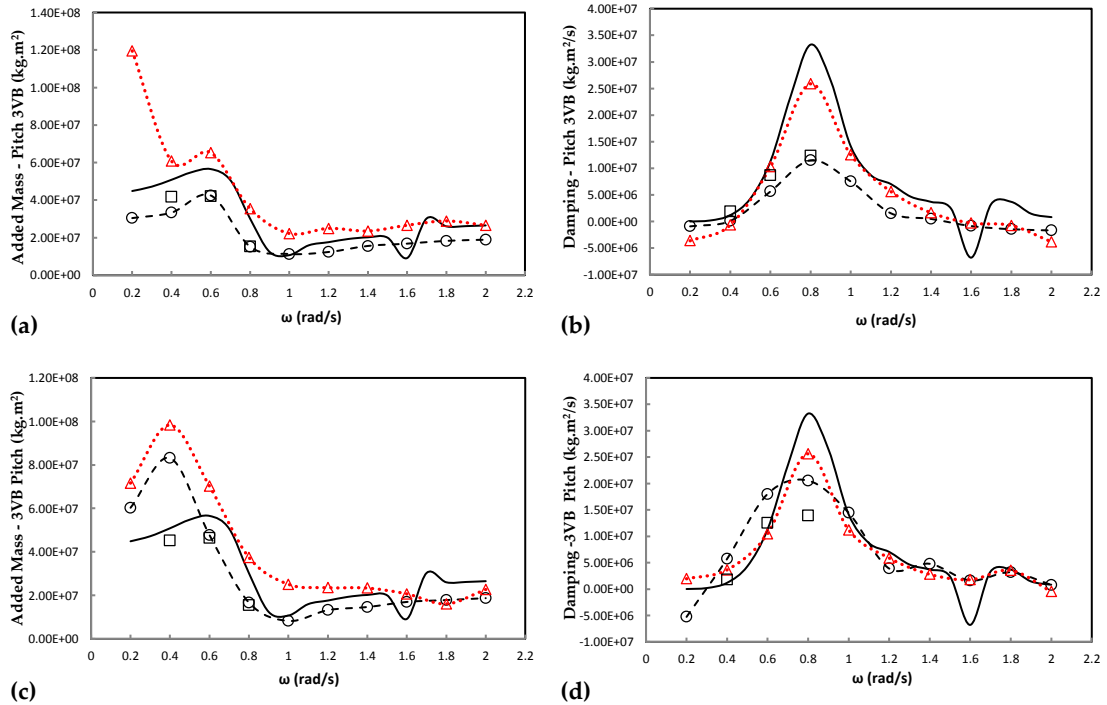 1.40E+08
1.20E+08
1.00E+08
8.00E+07
6.00E+07
4.00E+07
2.00E+07
0.00E+00
Added Mass - Pitch 3VB (kg.m²)
0 0.2 0.4 0.6 0.8 1 1.2 1.4 1.6 1.8 2 2.2
ω (rad/s)
(a)
4.00E+07
3.50E+07
3.00E+07
2.50E+07
2.00E+07
1.50E+07
1.00E+07
5.00E+06
0.00E+00
-5.00E+06
-1.00E+07
Damping - Pitch 3VB (kg.m²/s)
0 0.2 0.4 0.6 0.8 1 1.2 1.4 1.6 1.8 2 2.2
ω (rad/s)
(b)
1.20E+08
1.00E+08
8.00E+07
6.00E+07
4.00E+07
2.00E+07
0.00E+00
Added Mass - 3VB Pitch (kg.m²)
0 0.2 0.4 0.6 0.8 1 1.2 1.4 1.6 1.8 2 2.2
ω (rad/s)
(c)
4.00E+07
3.50E+07
3.00E+07
2.50E+07
2.00E+07
1.50E+07
1.00E+07
5.00E+06
0.00E+00
-5.00E+06
-1.00E+07
Damping -3VB Pitch (kg.m²/s)
0 0.2 0.4 0.6 0.8 1 1.2 1.4 1.6 1.8 2 2.2
ω (rad/s)
(d)